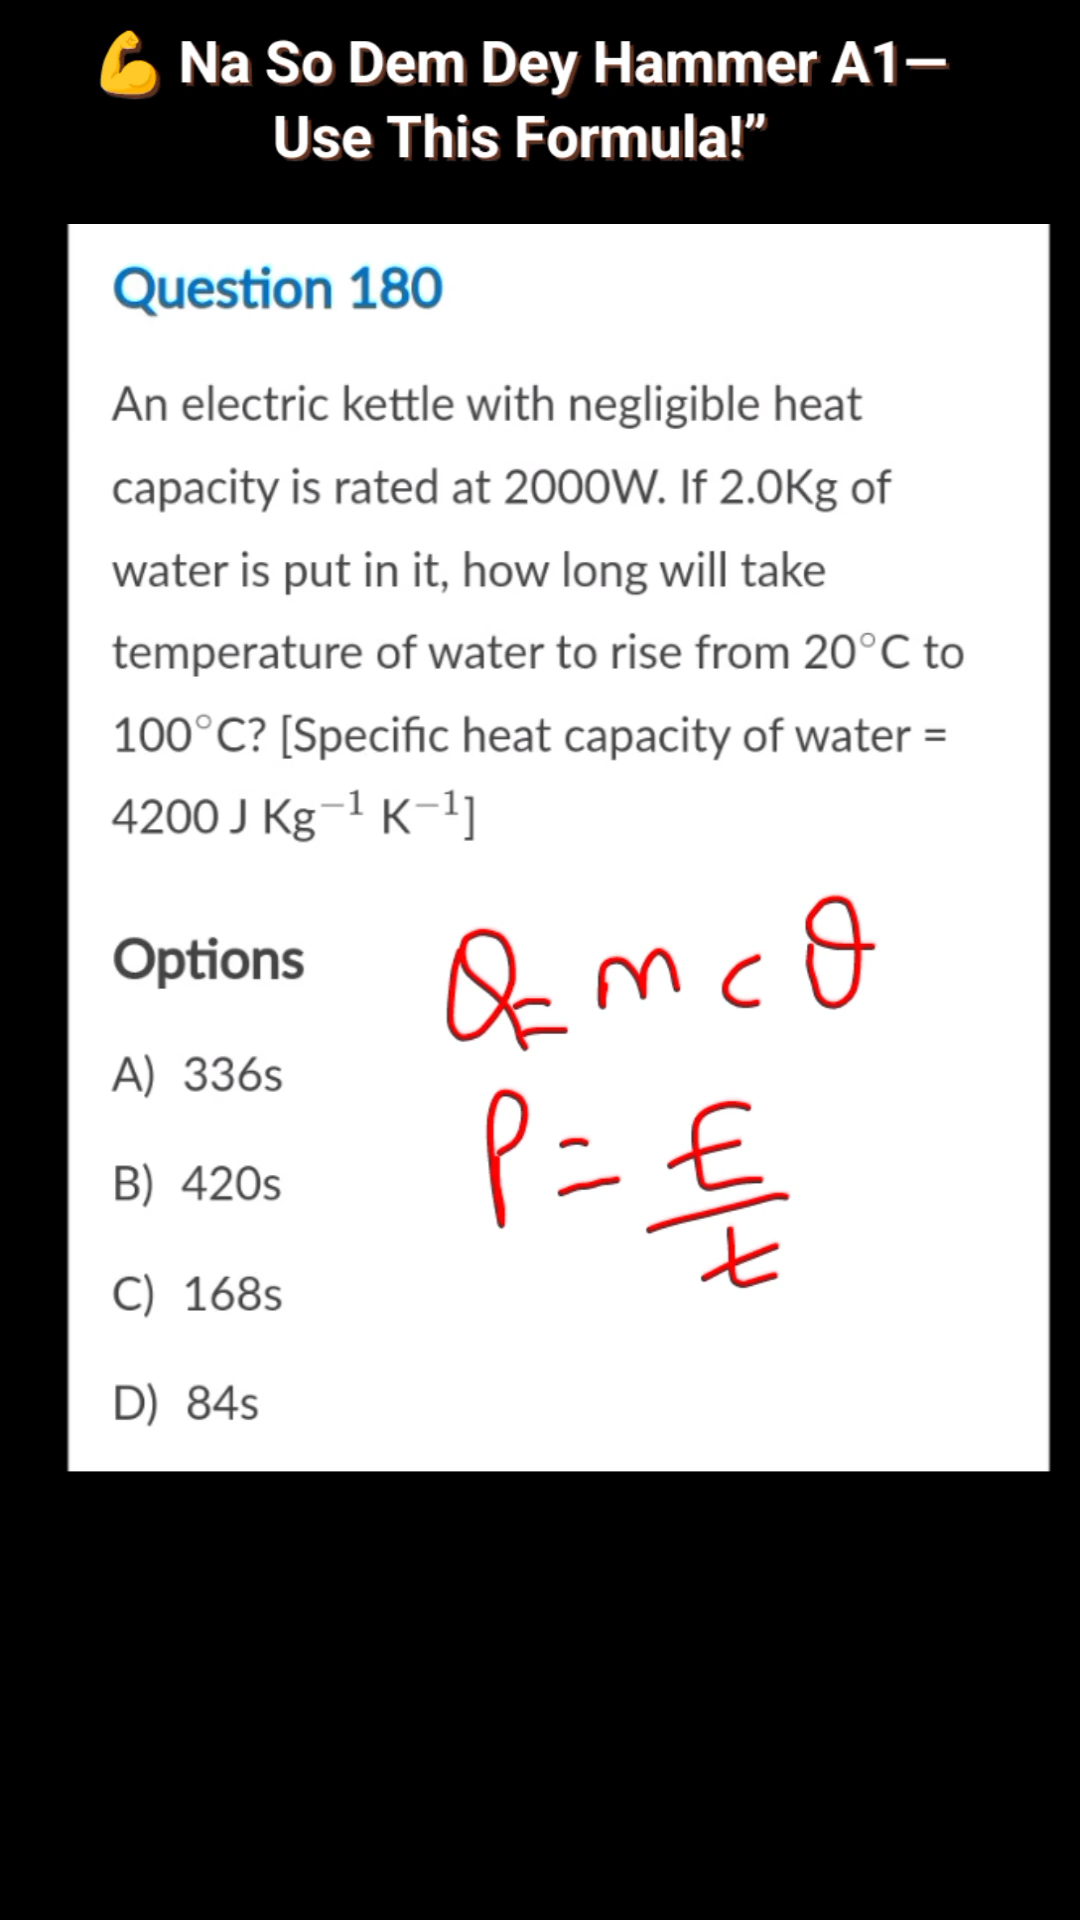 💪 Na So Dem Dey Hammer A1—
Use This Formula!”
Question 180
An electric kettle with negligible heat
capacity is rated at 2000W. If 2.0Kg of
water is put in it, how long will take
temperature of water to rise from 20°C to
100°C? [Specific heat capacity of water =
4200 J Kg⁻¹ K⁻¹]
Options
A) 336s
B) 420s
C) 168s
D) 84s
Q = m c θ
P = E/t